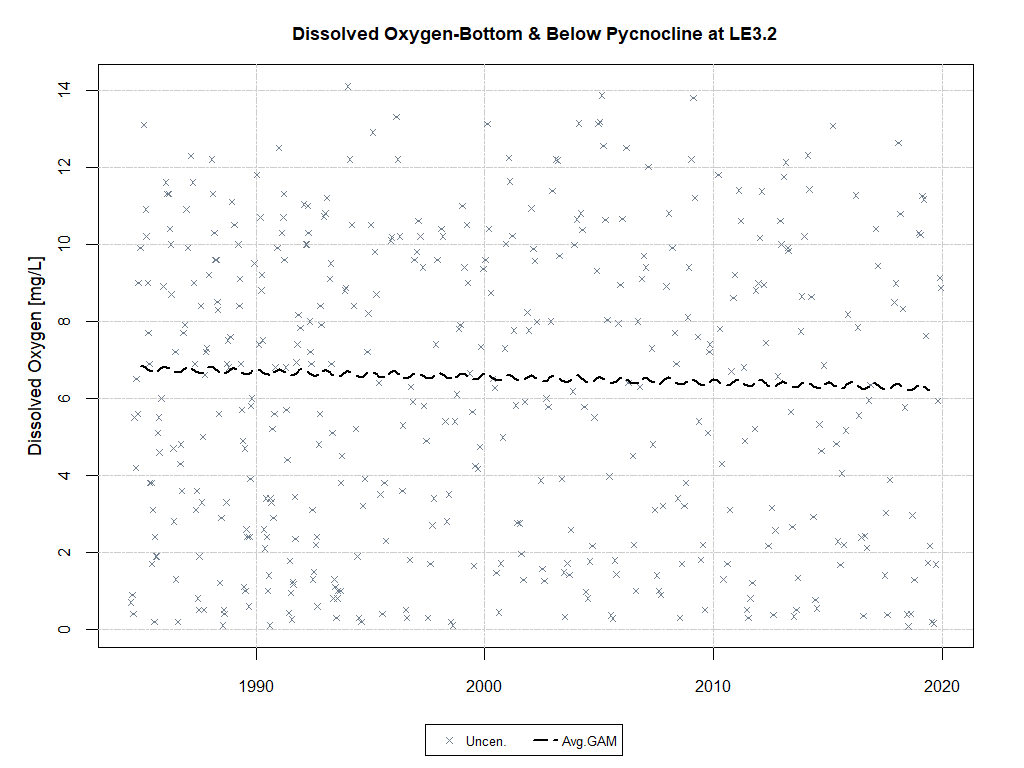 Dissolved Oxygen-Bottom & Below Pycnocline at LE3.2
Dissolved Oxygen [mg/L]
14
12
10
8
6
4
2
0
1990 2000 2010 2020
Uncen. Avg.GAM